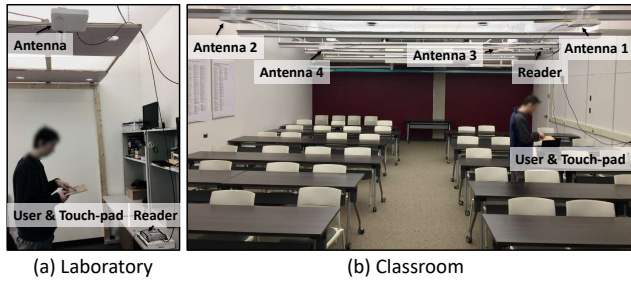 Antenna
User & Touch-pad
Reader
(a) Laboratory
Antenna 2
Antenna 4
Antenna 3
Antenna 1
Reader
User & Touch-pad
(b) Classroom